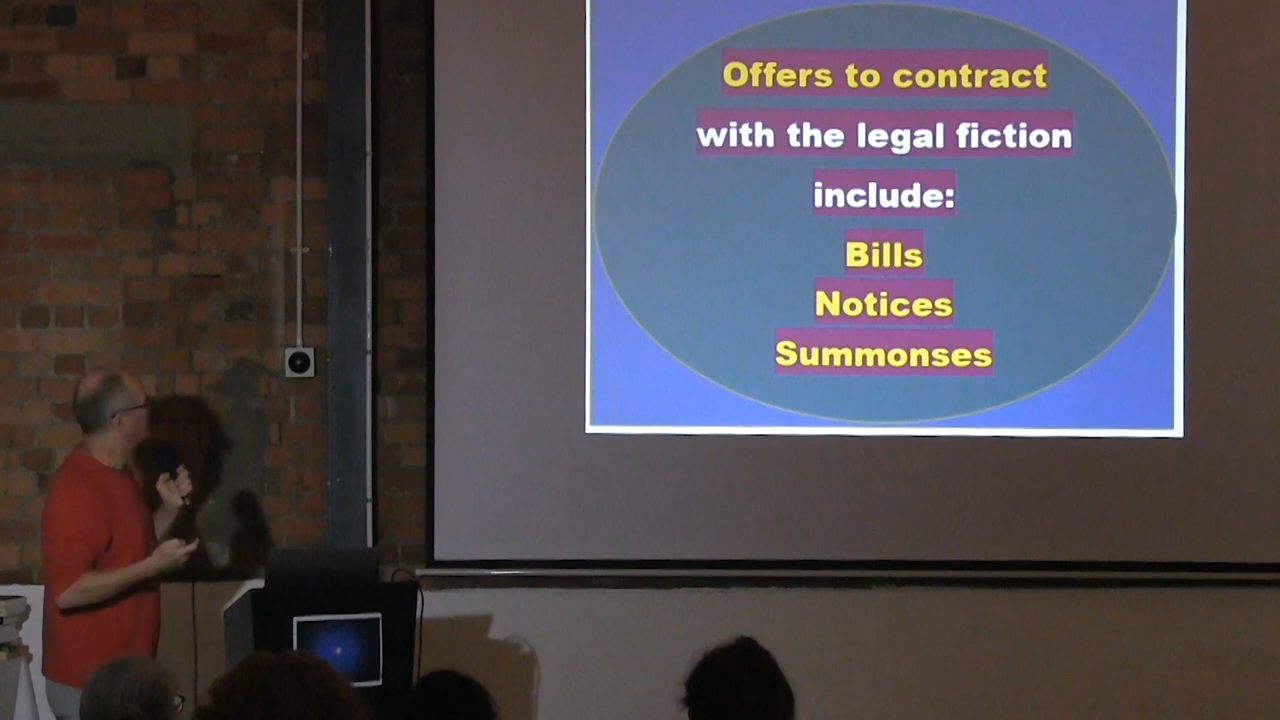 Offers to contract
with the legal fiction
include:
Bills
Notices
Summonses